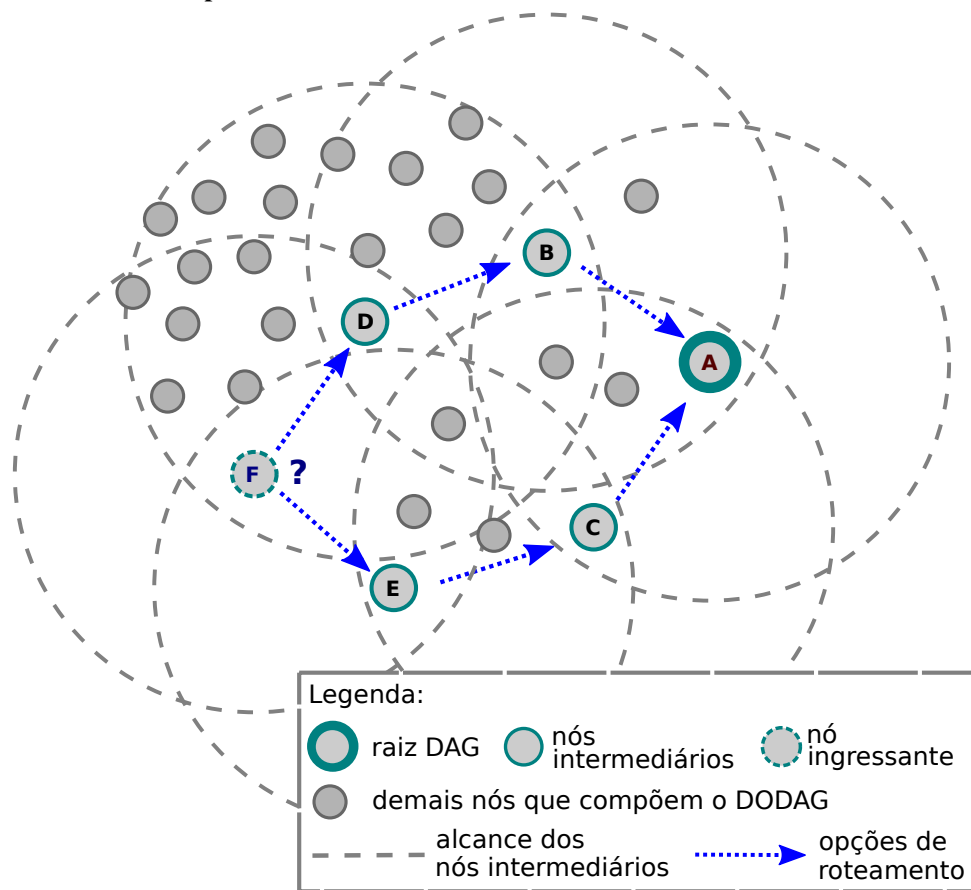 B
D
A
F ?
C
E
Legenda:
raiz DAG
nós
intermediários
nó
ingressante
demais nós que compõem o DODAG
alcance dos
nós intermediários
opções de
roteamento